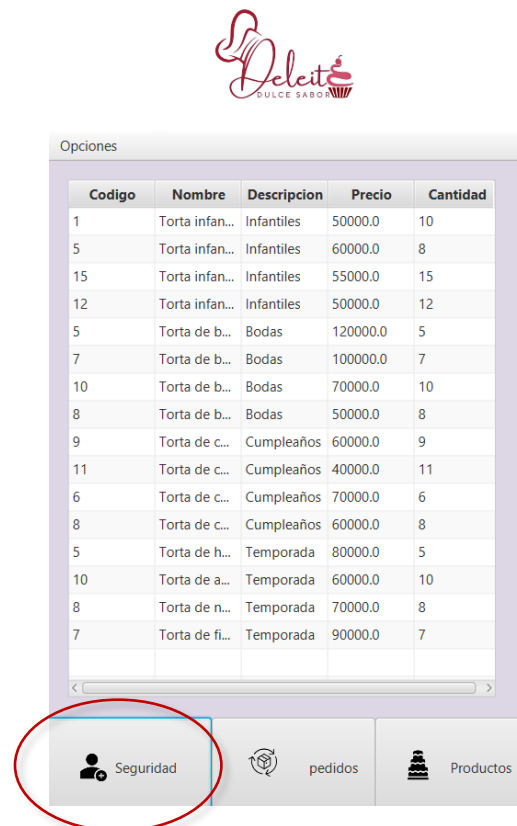 Deleite
DULCE SABOR
Opciones
Codigo Nombre Descripcion Precio Cantidad
1 Torta infan... Infantiles 50000.0 10
5 Torta infan... Infantiles 60000.0 8
15 Torta infan... Infantiles 55000.0 15
12 Torta infan... Infantiles 50000.0 12
5 Torta de b... Bodas 120000.0 5
7 Torta de b... Bodas 100000.0 7
10 Torta de b... Bodas 70000.0 10
8 Torta de b... Bodas 50000.0 8
9 Torta de c... Cumpleaños 60000.0 9
11 Torta de c... Cumpleaños 40000.0 11
6 Torta de c... Cumpleaños 70000.0 6
8 Torta de c... Cumpleaños 60000.0 8
5 Torta de h... Temporada 80000.0 5
10 Torta de a... Temporada 60000.0 10
8 Torta de n... Temporada 70000.0 8
7 Torta de fi... Temporada 90000.0 7
Seguridad pedidos Productos